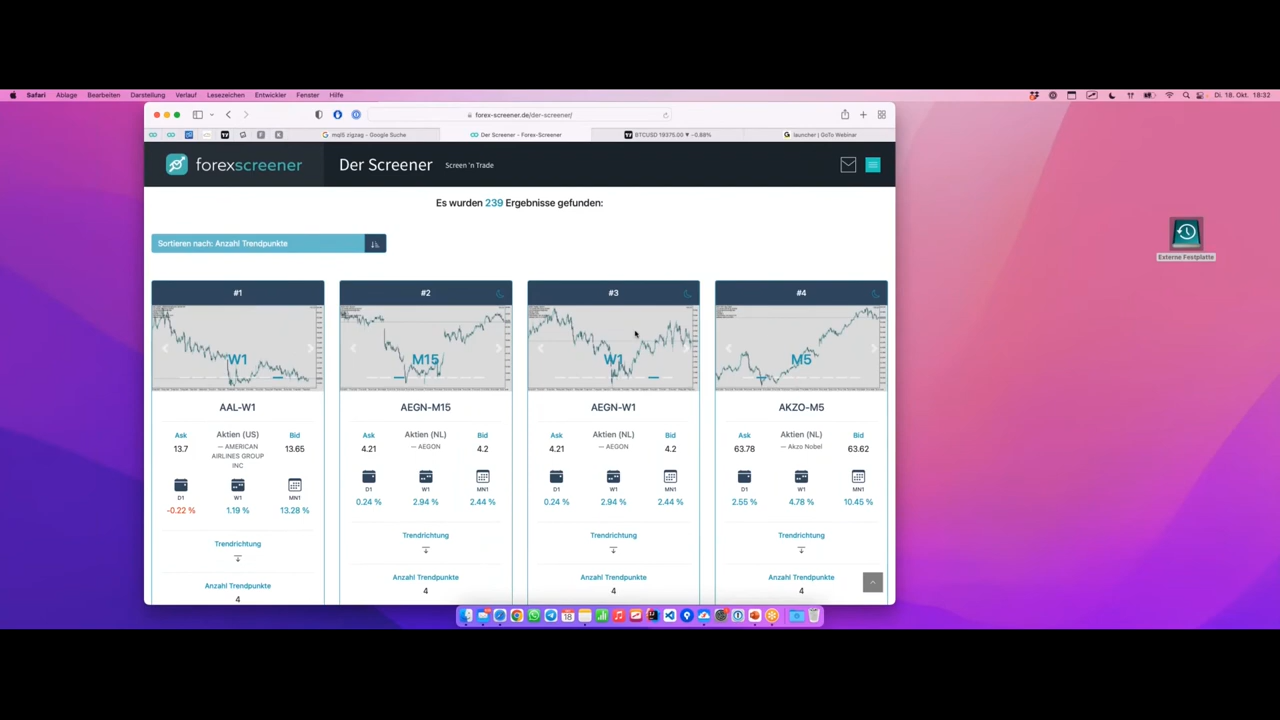 Safari Ablage Bearbeiten Darstellung Verlauf Lesezeichen Entwickler Fenster Hilfe
Di. 18. Okt. 18:32
forex-screener.de/der-screener/
mql5 zigzag - Google Suche
Der Screener - Forex-Screener
BTCUSD 19375.00 ▼ −0.88%
launcher | GoTo Webinar
forexscreener
Der Screener
Screen 'n Trade
Es wurden 239 Ergebnisse gefunden:
Sortieren nach: Anzahl Trendpunkte
Externe Festplatte
#1
W1
AAL-W1
Ask
13.7
Aktien (US)
— AMERICAN
AIRLINES GROUP
INC
Bid
13.65
D1
-0.22 %
W1
1.19 %
MN1
13.28 %
Trendrichtung
Anzahl Trendpunkte
4
#2
M15
AEGN-M15
Ask
4.21
Aktien (NL)
— AEGON
Bid
4.2
D1
0.24 %
W1
2.94 %
MN1
2.44 %
Trendrichtung
Anzahl Trendpunkte
4
#3
W1
AEGN-W1
Ask
4.21
Aktien (NL)
— AEGON
Bid
4.2
D1
0.24 %
W1
2.94 %
MN1
2.44 %
Trendrichtung
Anzahl Trendpunkte
4
#4
M5
AKZO-M5
Ask
63.78
Aktien (NL)
— Akzo Nobel
Bid
63.62
D1
2.55 %
W1
4.78 %
MN1
10.45 %
Trendrichtung
Anzahl Trendpunkte
4